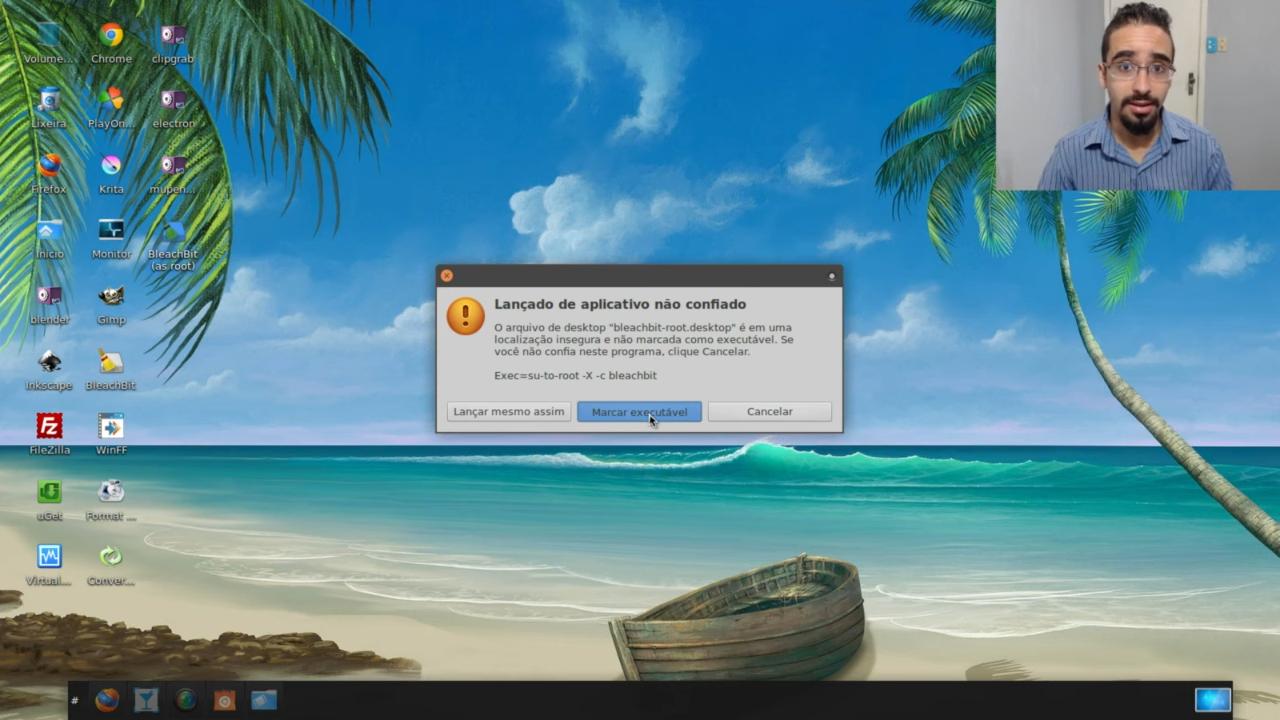 Volume...
Chrome
clipgrab
Lixeira
PlayOn...
electron
Firefox
Krita
mupen...
Início
Monitor
BleachBit
(as root)
blender
Gimp
Inkscape
BleachBit
FileZilla
WinFF
uGet
Format ...
Virtual...
Conver...
Lançado de aplicativo não confiado
O arquivo de desktop "bleachbit-root.desktop" é em uma
localização insegura e não marcada como executável. Se
você não confia neste programa, clique Cancelar.
Exec=su-to-root -X -c bleachbit
Lançar mesmo assim
Marcar executável
Cancelar
#